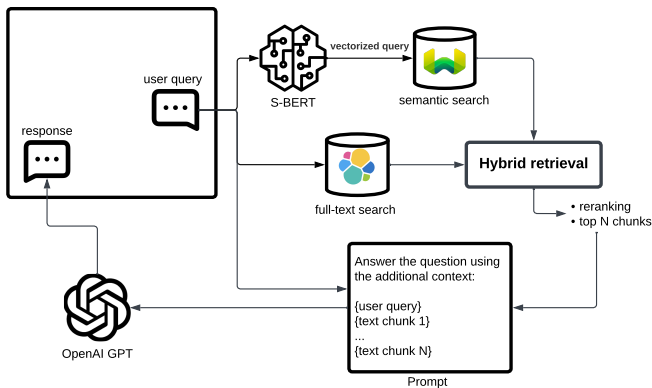 user query
response
S-BERT
vectorized query
semantic search
full-text search
Hybrid retrieval
• reranking
• top N chunks
Answer the question using
the additional context:
{user query}
{text chunk 1}
...
{text chunk N}
Prompt
OpenAI GPT